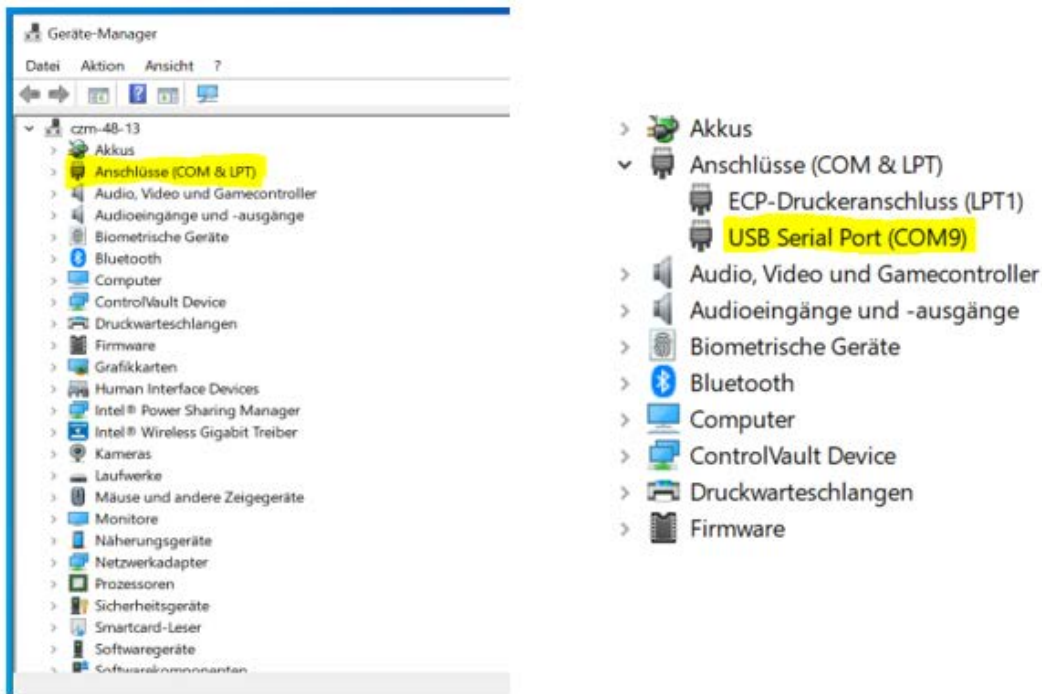 Geräte-Manager
Datei Aktion Ansicht ?
czm-48-13
Akkus
Anschlüsse (COM & LPT)
Audio, Video und Gamecontroller
Audioeingänge und -ausgänge
Biometrische Geräte
Bluetooth
Computer
ControlVault Device
Druckwarteschlangen
Firmware
Grafikkarten
Human Interface Devices
Intel® Power Sharing Manager
Intel® Wireless Gigabit Treiber
Kameras
Laufwerke
Mäuse und andere Zeigegeräte
Monitore
Näherungsgeräte
Netzwerkadapter
Prozessoren
Sicherheitsgeräte
Smartcard-Leser
Softwaregeräte
Softwarekomponenten
Akkus
Anschlüsse (COM & LPT)
ECP-Druckeranschluss (LPT1)
USB Serial Port (COM9)
Audio, Video und Gamecontroller
Audioeingänge und -ausgänge
Biometrische Geräte
Bluetooth
Computer
ControlVault Device
Druckwarteschlangen
Firmware